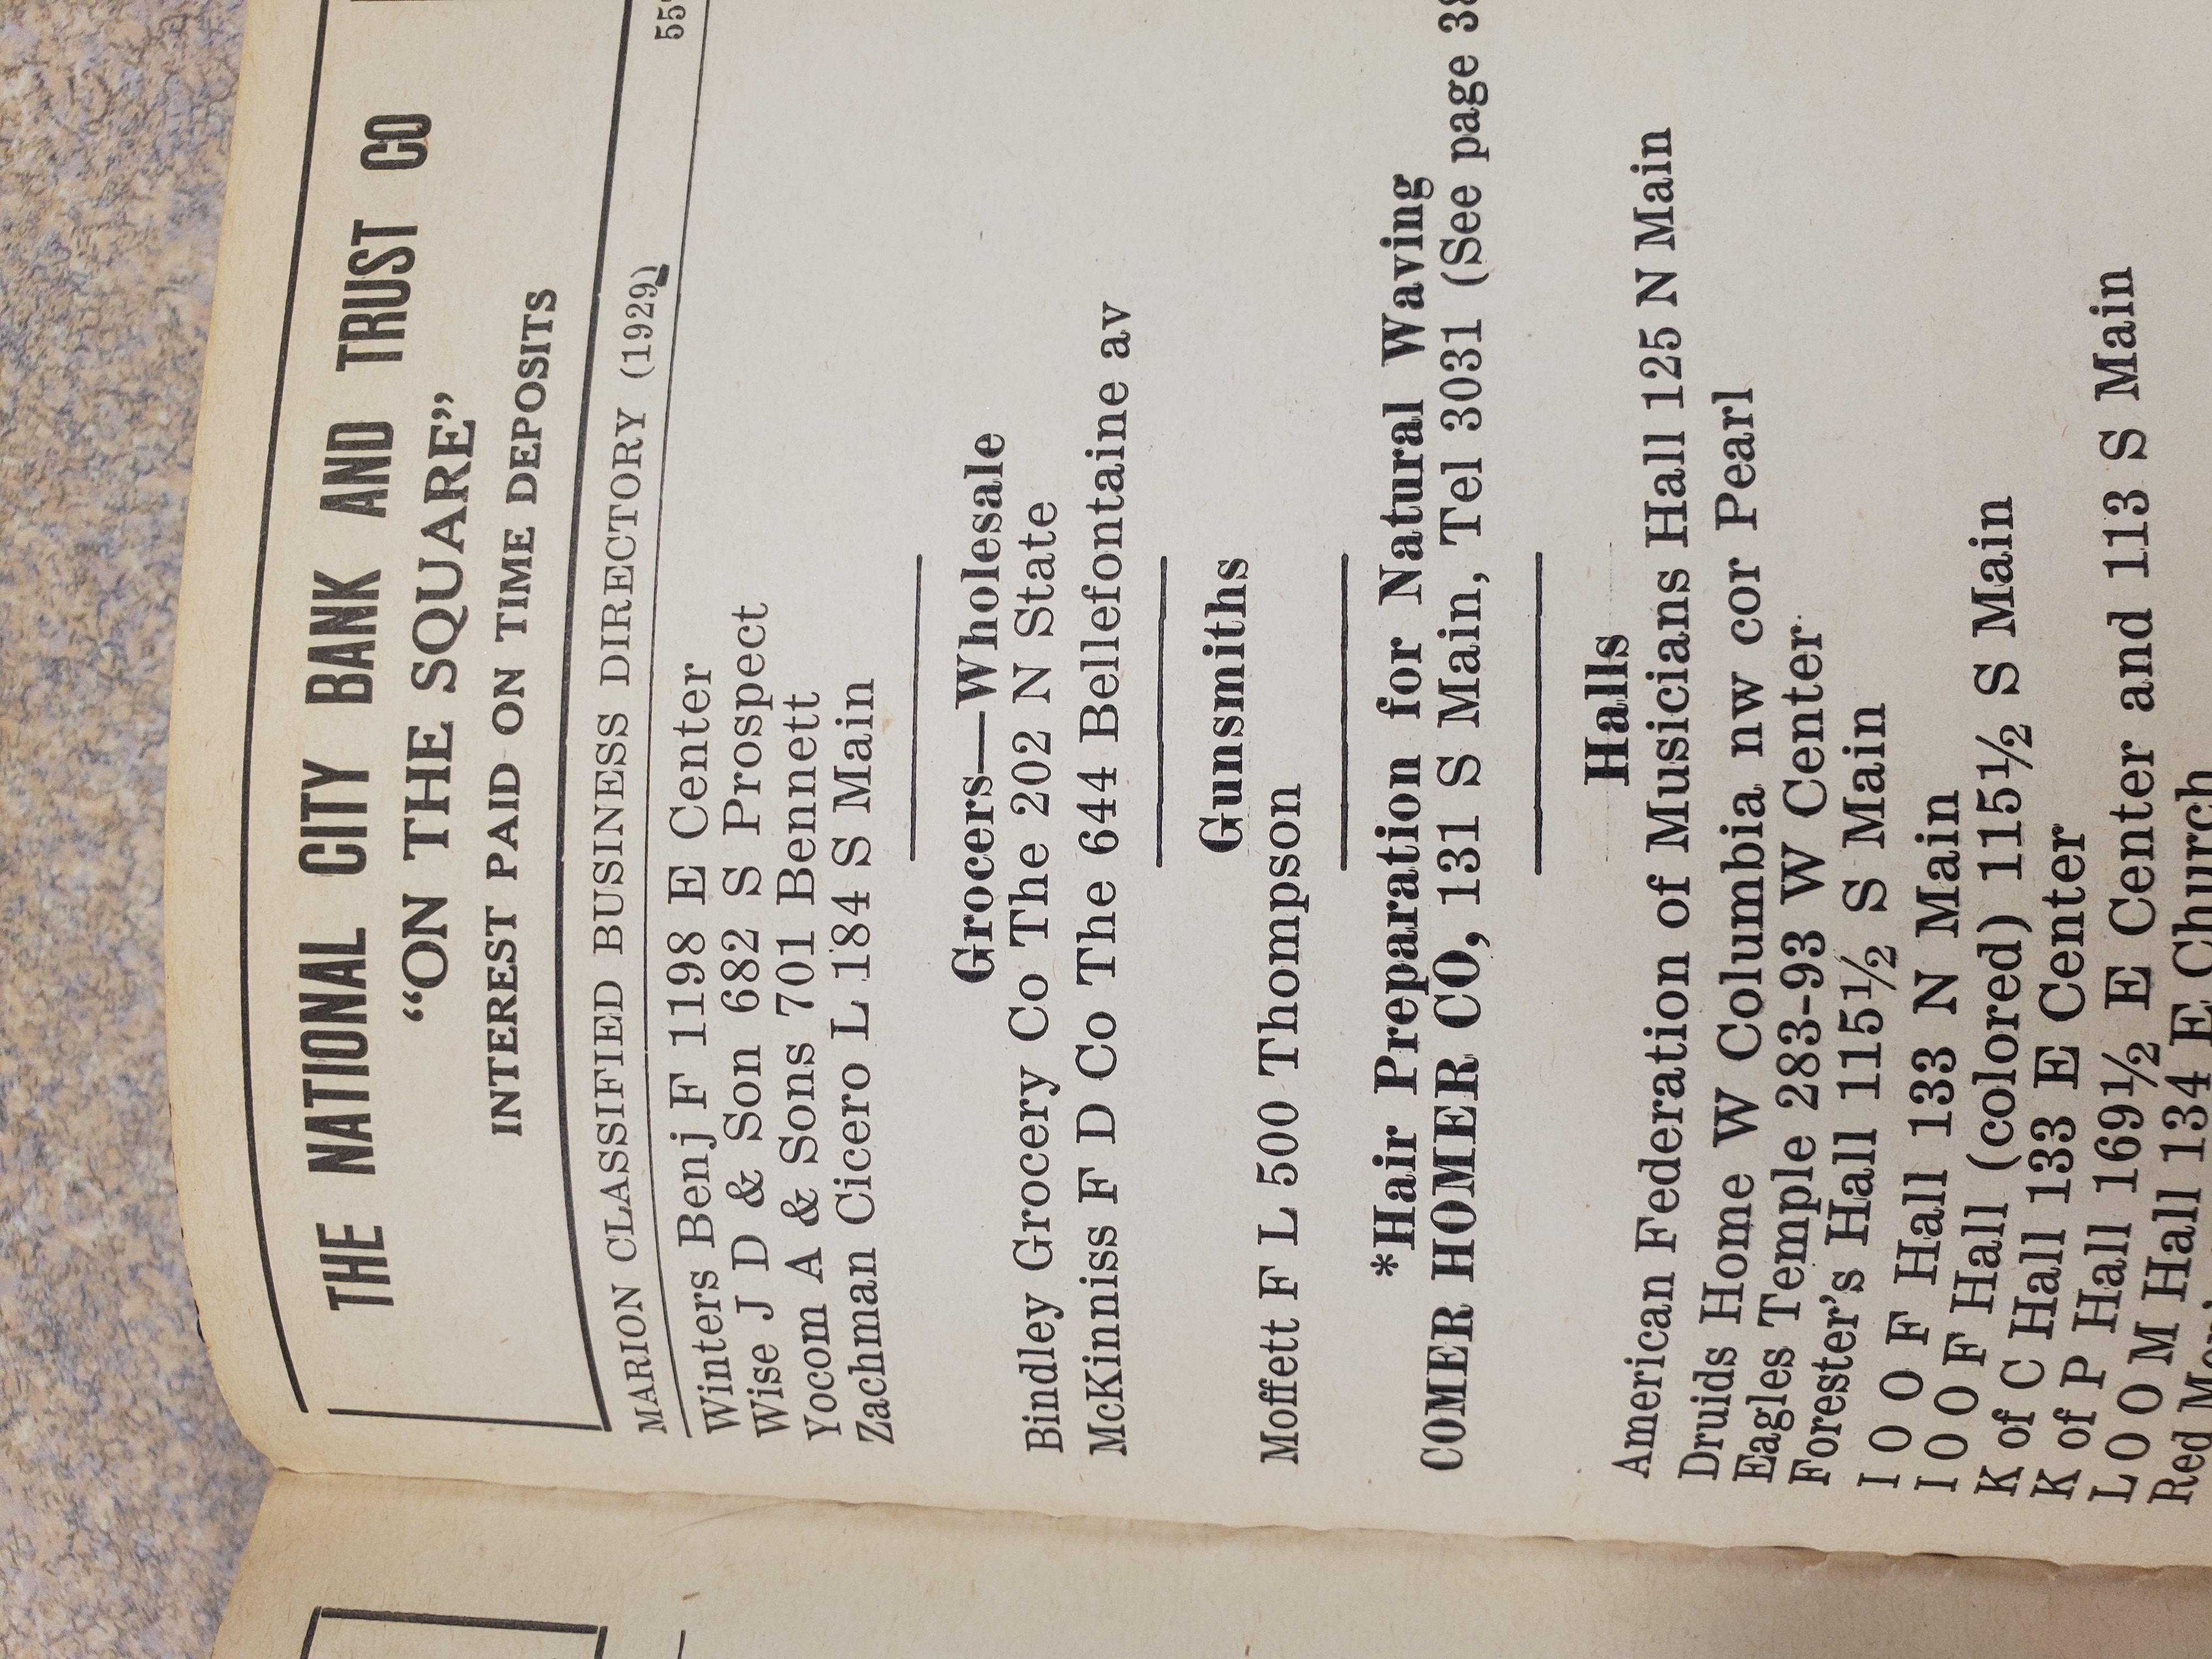 THE NATIONAL CITY BANK AND TRUST CO
“ON THE SQUARE”
INTEREST PAID ON TIME DEPOSITS
MARION CLASSIFIED BUSINESS DIRECTORY (1929)
Winters Benj F 1198 E Center
Wise J D & Son 682 S Prospect
Yocom A & Sons 701 Bennett
Zachman Cicero L 184 S Main
Grocers—Wholesale
Bindley Grocery Co The 202 N State
McKinniss F D Co The 644 Bellefontaine av
Gunsmiths
Moffett F L 500 Thompson
*Hair Preparation for Natural Waving
COMER HOMER CO, 131 S Main, Tel 3031 (See page
Halls
American Federation of Musicians Hall 125 N Main
Druids Home W Columbia nw cor Pearl
Eagles Temple 283-93 W Center
Forester's Hall 115½ S Main
I O O F Hall 133 N Main
I O O F Hall (colored) 115½ S Main
K of C Hall 133 E Center
K of P Hall 169½ E Center and 113 S Main
L O O M Hall 134 E Church
Red